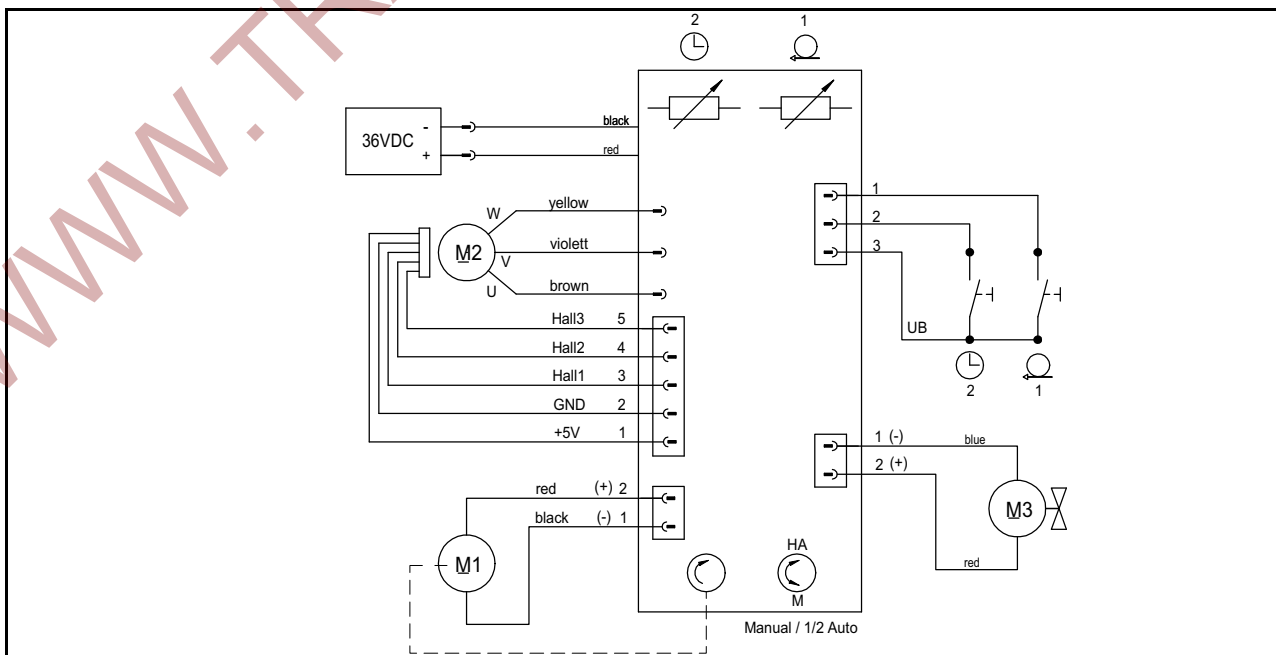 WWW.TR
2 1
36VDC - black
+ red
W yellow
M2 V violett
U brown
Hall3 5
Hall2 4
Hall1 3
GND 2
+5V 1
red (+) 2
black (-) 1
M1
HA
M
Manual / 1/2 Auto
1
2
3
UB
2 1
1 (-) blue
2 (+)
M3
red